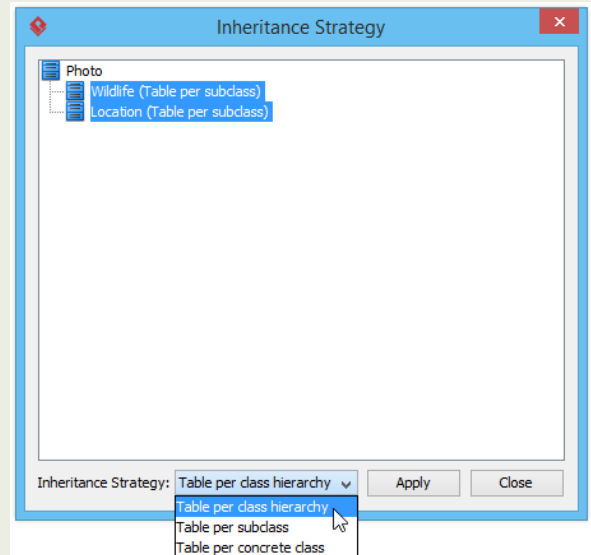 Inheritance Strategy
Photo
Wildlife (Table per subclass)
Location (Table per subclass)
Inheritance Strategy: Table per class hierarchy Apply Close
Table per class hierarchy
Table per subclass
Table per concrete class